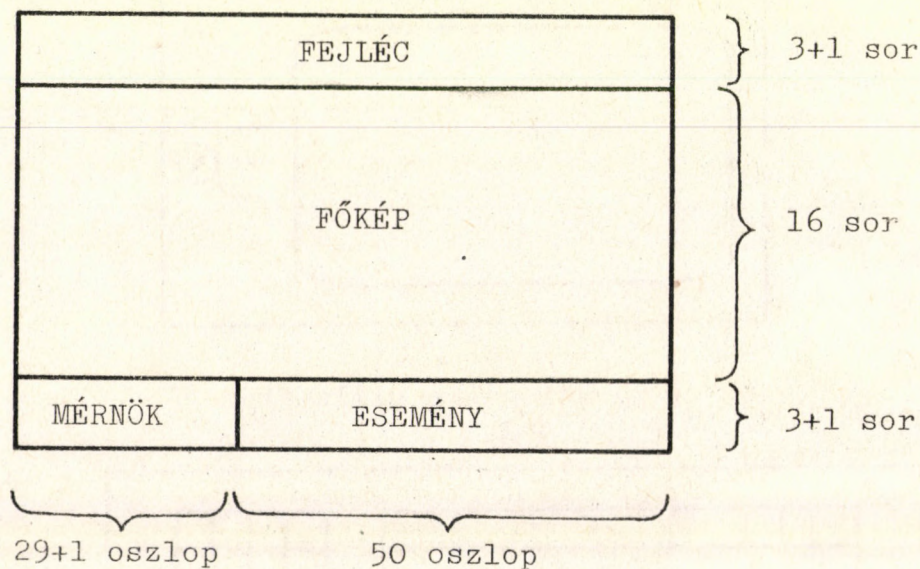 FEJLÉC
3+1 sor
FŐKÉP
16 sor
MÉRNÖK
ESEMÉNY
3+1 sor
29+1 oszlop
50 oszlop